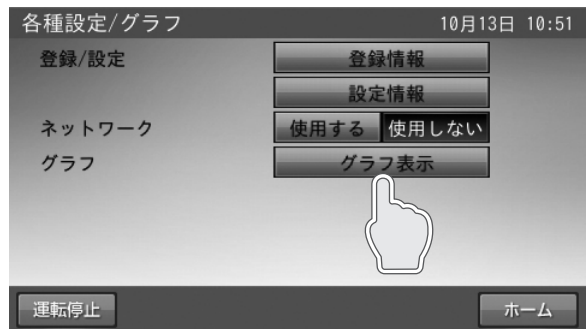 各種設定/グラフ 10月13日 10:51
登録/設定 登録情報
設定情報
ネットワーク 使用する 使用しない
グラフ グラフ表示
運転停止 ホーム